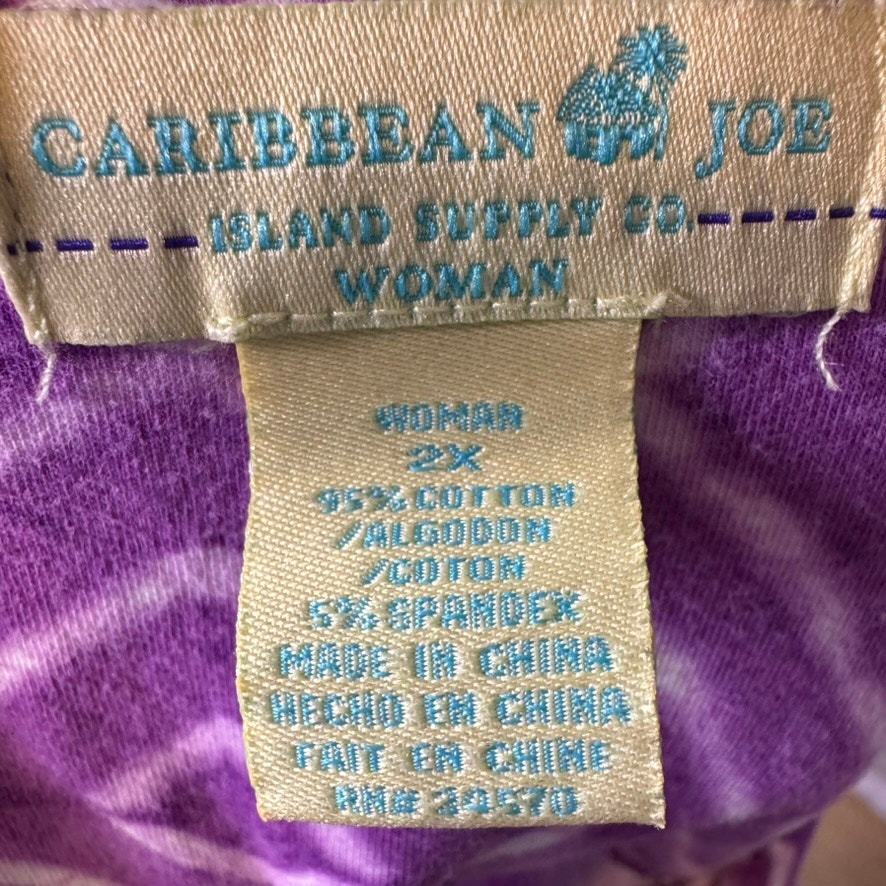 CARIBBEAN JOE
ISLAND SUPPLY CO.
WOMAN
WOMAN
2X
95% COTTON
/ALGODON
/COTON
5% SPANDEX
MADE IN CHINA
HECHO EN CHINA
FAIT EN CHINE
RN# 34570